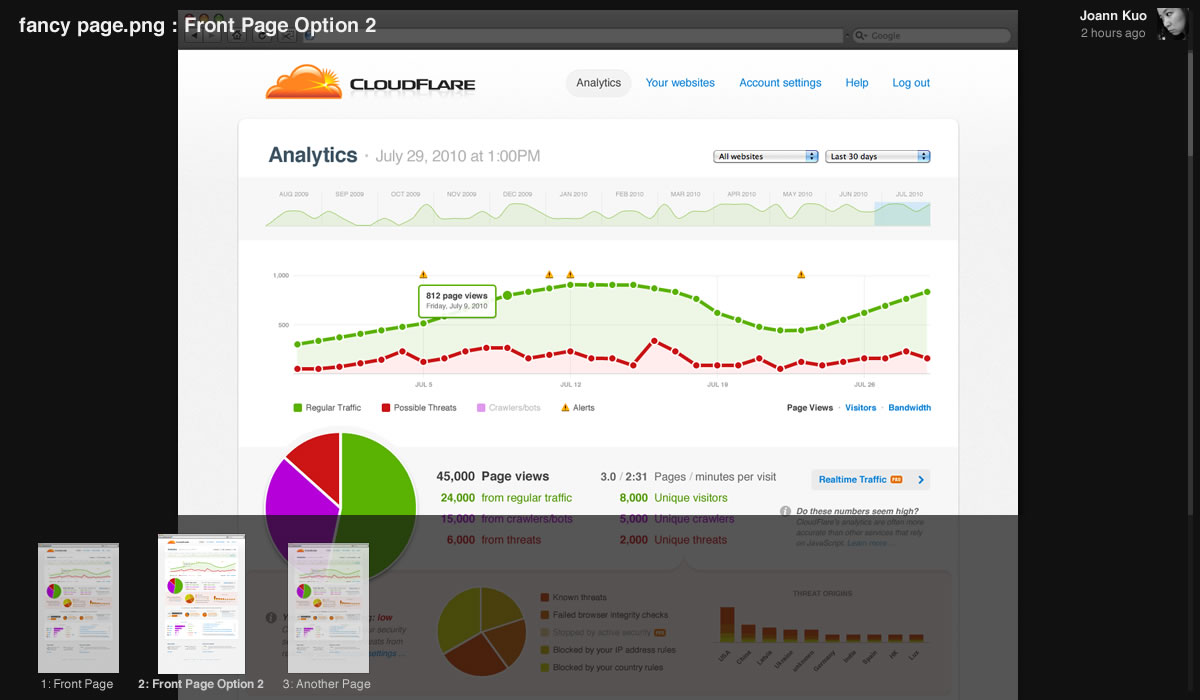 fancy page.png : Front Page Option 2
Joann Kuo
2 hours ago
Google
CLOUDFLARE
Analytics
Your websites
Account settings
Help
Log out
Analytics · July 29, 2010 at 1:00PM
All websites
Last 30 days
AUG 2009 SEP 2009 OCT 2009 NOV 2009 DEC 2009 JAN 2010 FEB 2010 MAR 2010 APR 2010 MAY 2010 JUN 2010 JUL 2010
1,000
812 page views
Friday, July 9, 2010
500
JUL 5 JUL 12 JUL 19 JUL 26
Regular Traffic Possible Threats Crawlers/bots Alerts
Page Views · Visitors · Bandwidth
45,000 Page views
24,000 from regular traffic
15,000 from crawlers/bots
6,000 from threats
3.0 / 2:31 Pages / minutes per visit
8,000 Unique visitors
5,000 Unique crawlers
2,000 Unique threats
Realtime Traffic PRO
Do these numbers seem high?
CloudFlare's analytics are often more
accurate than other services that rely
on JavaScript. Learn more ...
low
security
from
settings ...
Known threats
Failed browser integrity checks
Stopped by active security PRO
Blocked by your IP address rules
Blocked by your country rules
THREAT ORIGINS
USA China Latvia Ukraine unknown Germany India Spain HK Lux
1: Front Page
2: Front Page Option 2
3: Another Page